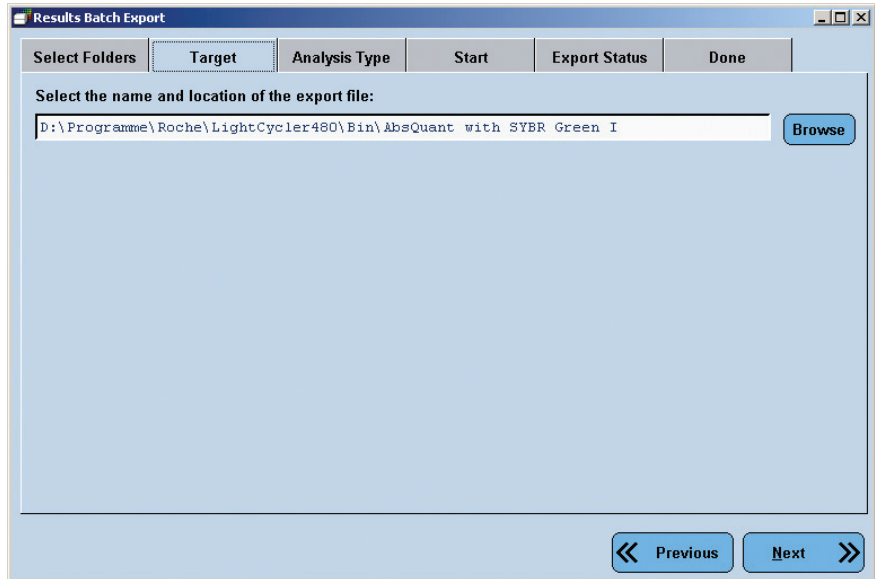 Results Batch Export
Select Folders Target Analysis Type Start Export Status Done
Select the name and location of the export file:
D:\Programme\Roche\LightCycler480\Bin\AbsQuant with SYBR Green I
Browse
Previous Next